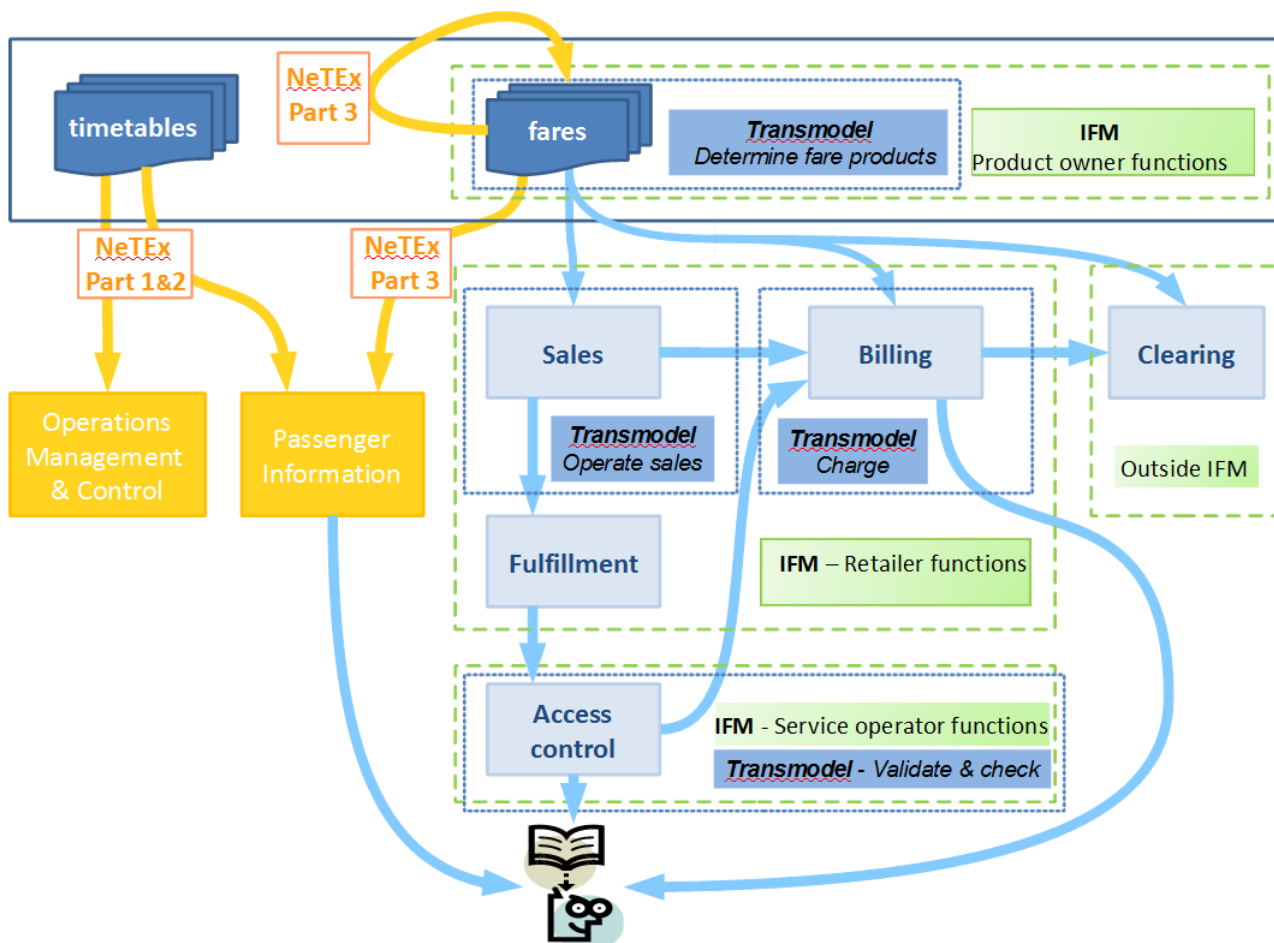 timetables
NeTEx
Part 3
fares
Transmodel
Determine fare products
IFM
Product owner functions
NeTEx
Part 1&2
NeTEx
Part 3
Sales
Billing
Clearing
Operations
Management
& Control
Passenger
Information
Transmodel
Operate sales
Transmodel
Charge
Outside IFM
Fulfillment
IFM – Retailer functions
Access
control
IFM - Service operator functions
Transmodel - Validate & check